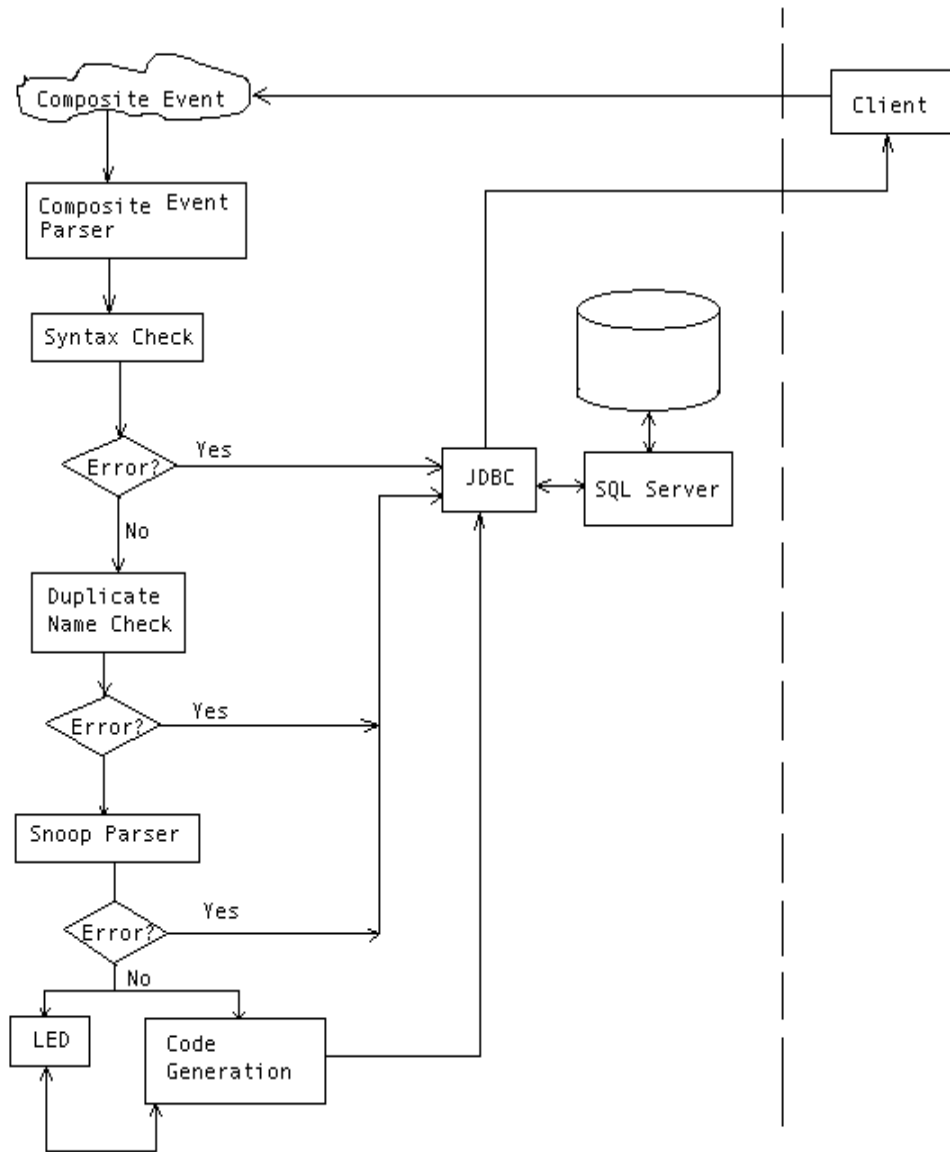 Composite Event
Client
Composite Event
Parser
Syntax Check
Error?
Yes
JDBC
SQL Server
No
Duplicate
Name Check
Error?
Yes
Snoop Parser
Error?
Yes
No
LED
Code
Generation